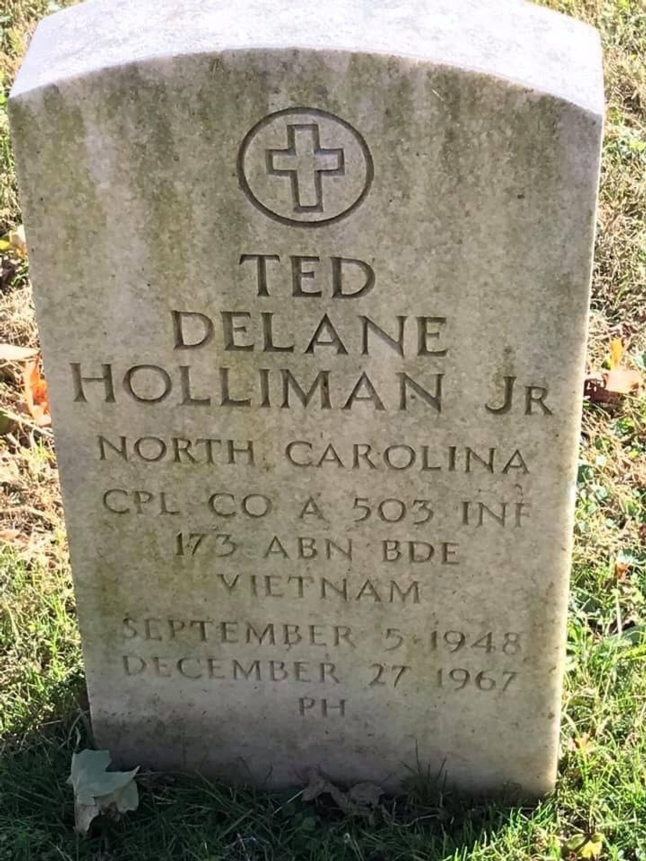 TED
DELANE
HOLLIMAN JR
NORTH CAROLINA
CPL CO A 503 INF
173 ABN BDE
VIETNAM
SEPTEMBER 5 1948
DECEMBER 27 1967
PH